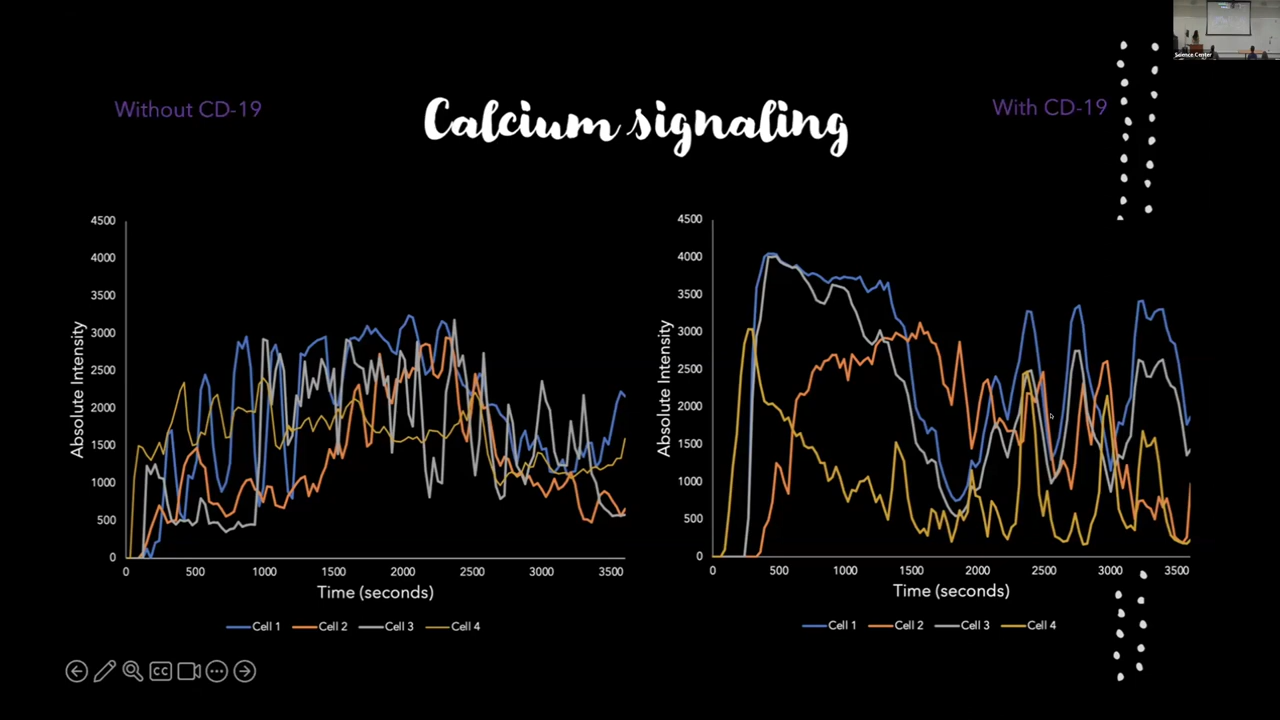 Science Center
Without CD-19
Calcium signaling
With CD-19
4500
4000
3500
3000
2500
2000
1500
1000
500
0
Absolute Intensity
0 500 1000 1500 2000 2500 3000 3500
Time (seconds)
Cell 1 Cell 2 Cell 3 Cell 4
4500
4000
3500
3000
2500
2000
1500
1000
500
0
Absolute Intensity
0 500 1000 1500 2000 2500 3000 3500
Time (seconds)
Cell 1 Cell 2 Cell 3 Cell 4
CC